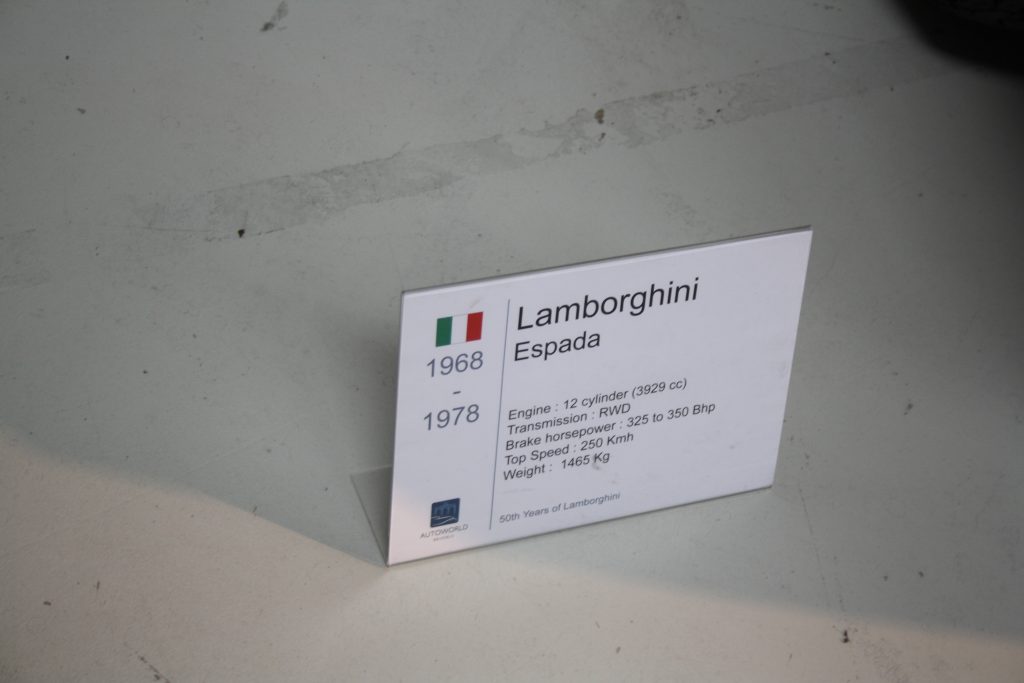 1968
-
1978
AUTOWORLD
Lamborghini
Espada
Engine : 12 cylinder (3929 cc)
Transmission : RWD
Brake horsepower : 325 to 350 Bhp
Top Speed : 250 Kmh
Weight :  1465 Kg
50th Years of Lamborghini